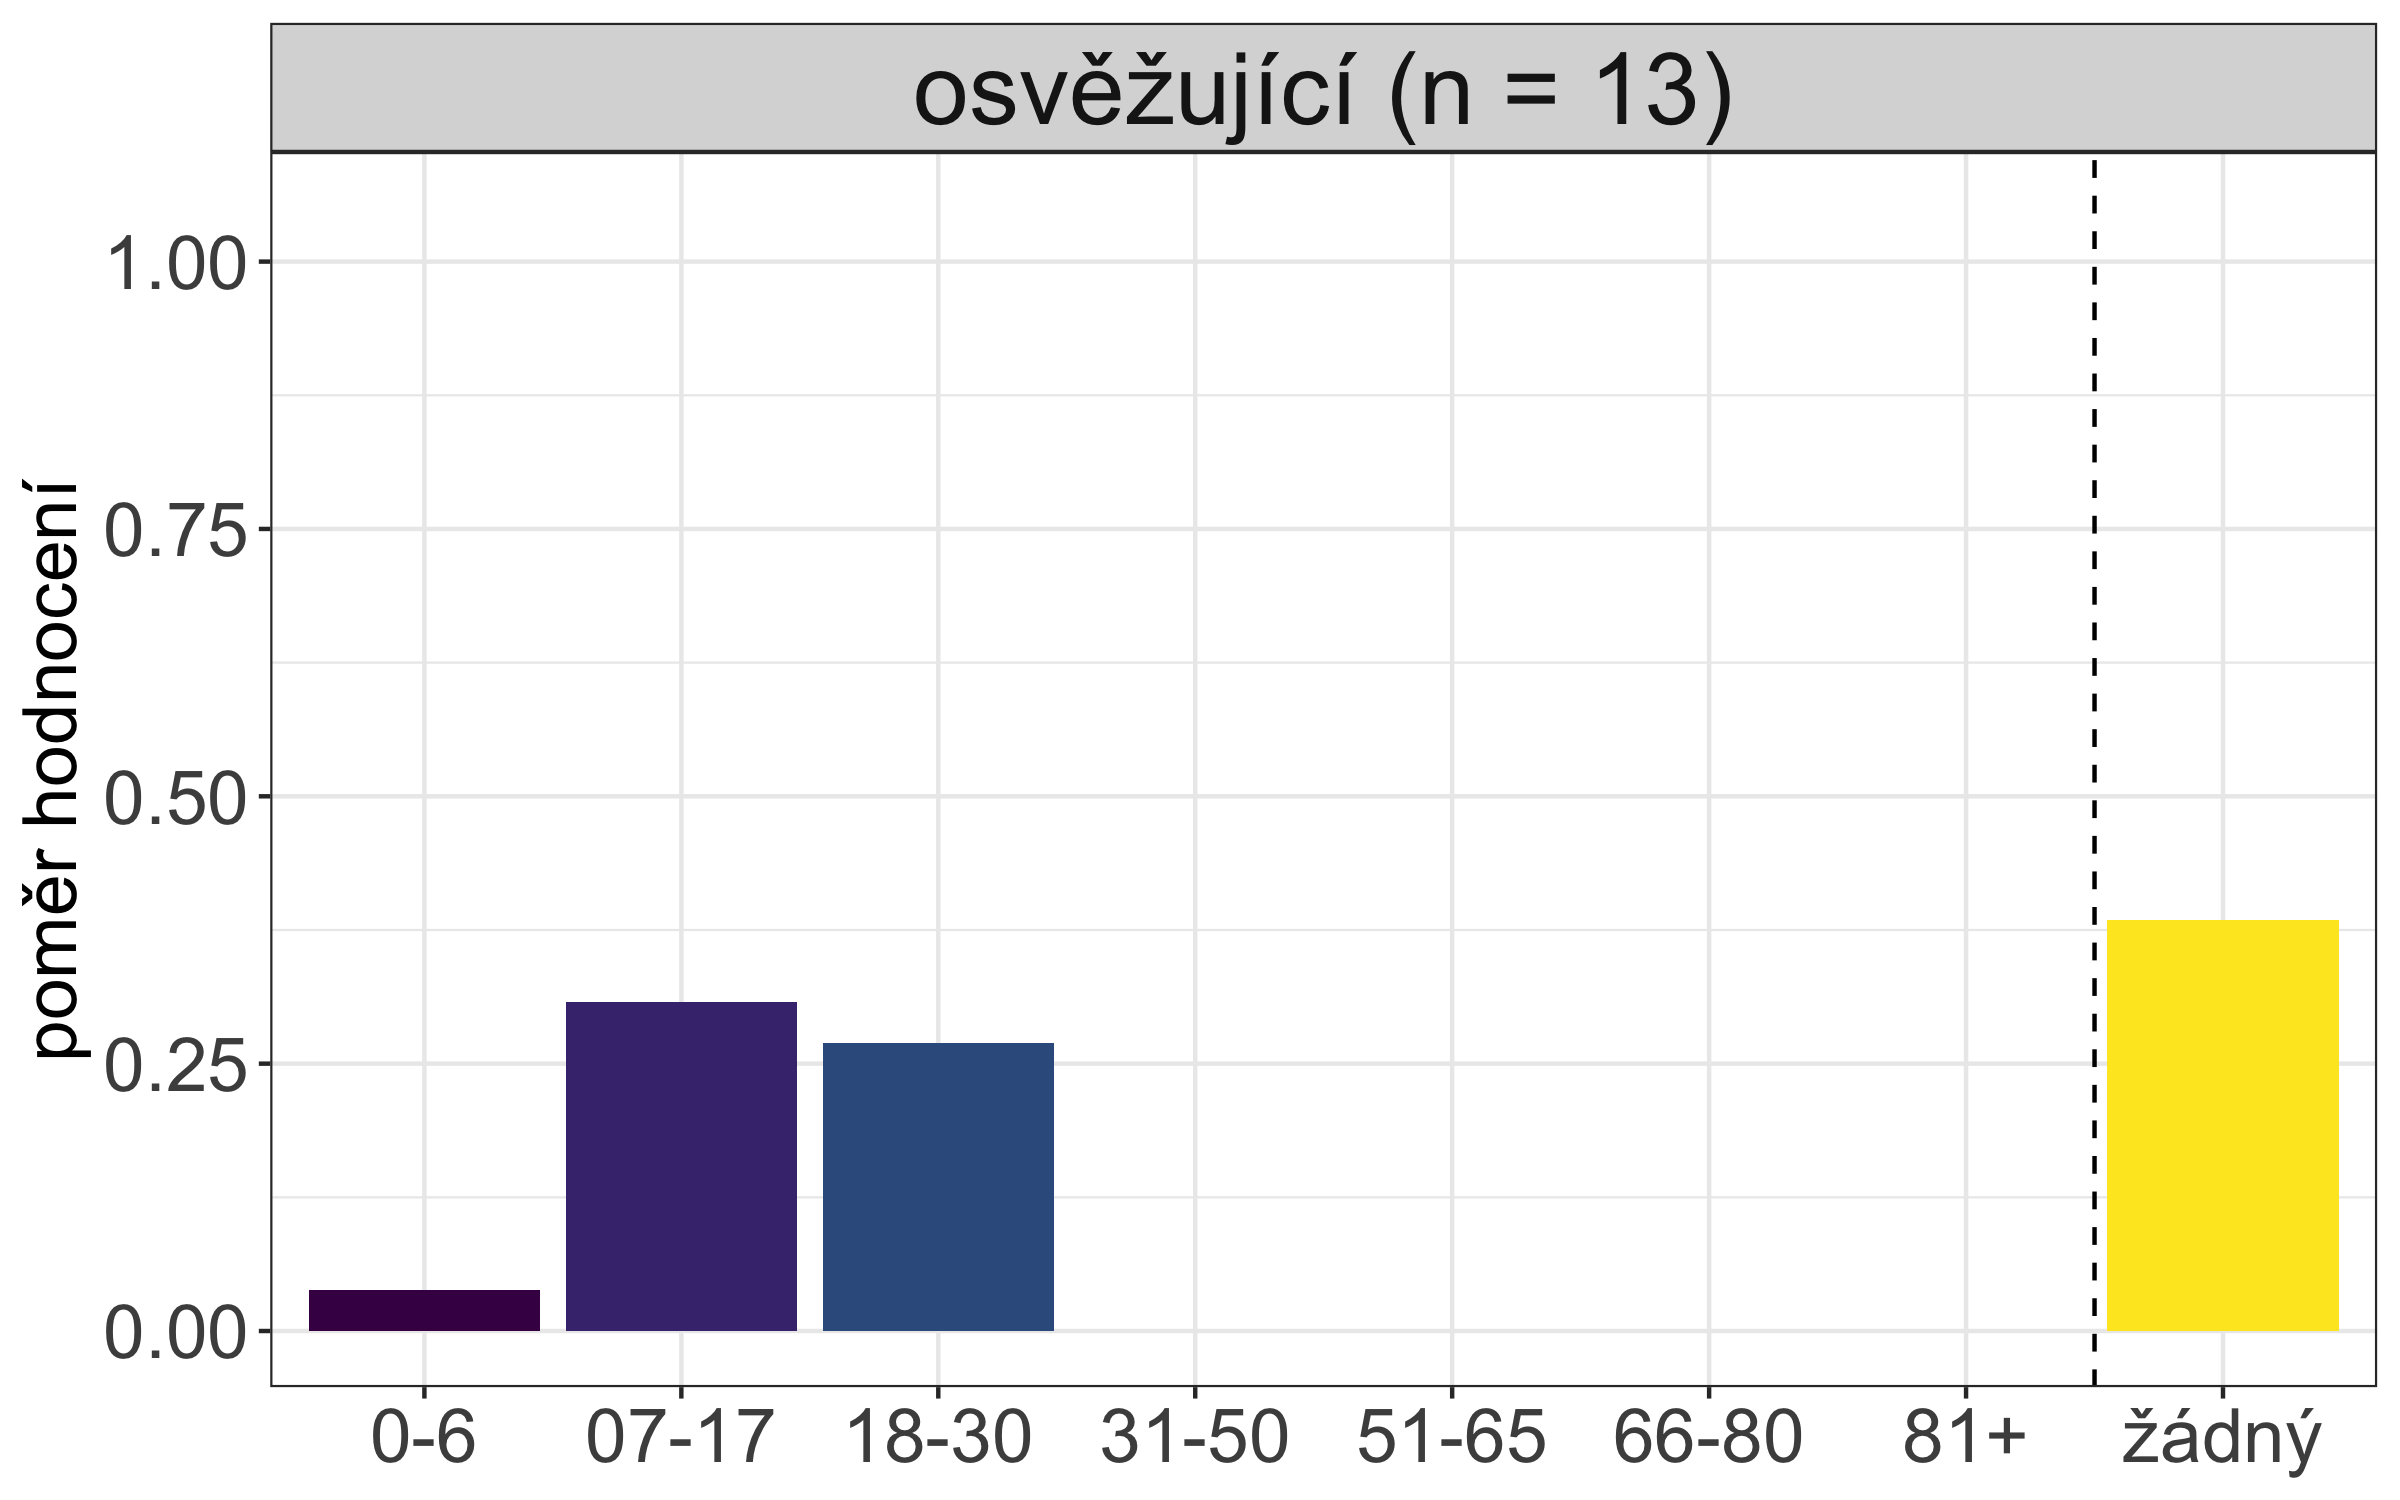 osvěžující (n = 13)
poměr hodnocení
1.00
0.75
0.50
0.25
0.00
0-6 07-17 18-30 31-50 51-65 66-80 81+ žádný